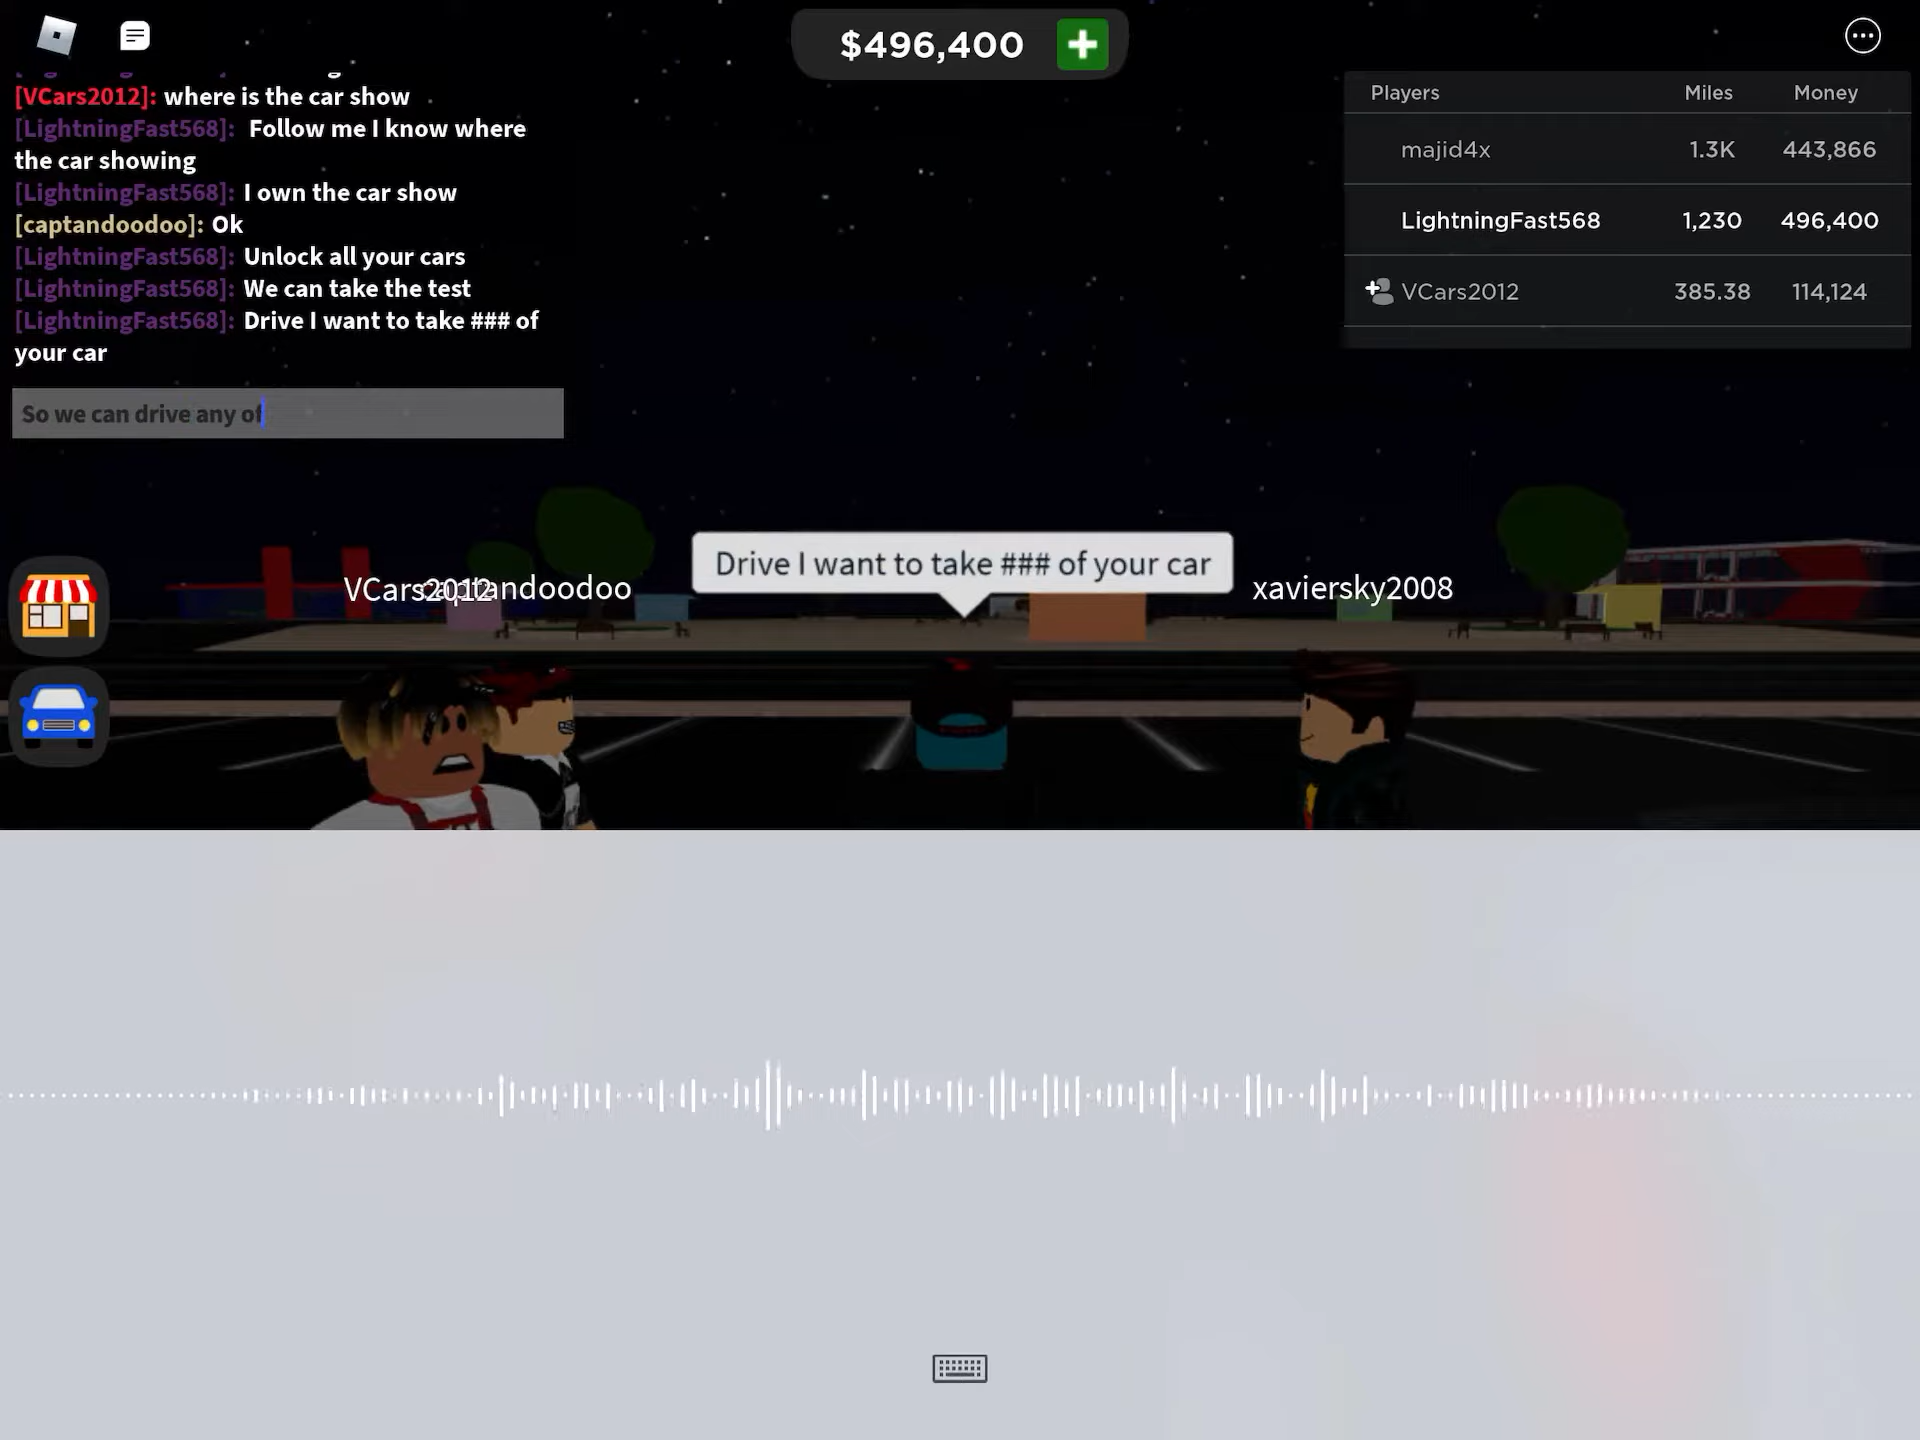 $496,400
[VCars2012]: where is the car show
[LightningFast568]: Follow me I know where
the car showing
[LightningFast568]: I own the car show
[captandoodoo]: Ok
[LightningFast568]: Unlock all your cars
[LightningFast568]: We can take the test
[LightningFast568]: Drive I want to take ### of
your car
So we can drive any of
Players Miles Money
majid4x 1.3K 443,866
LightningFast568 1,230 496,400
VCars2012 385.38 114,124
Drive I want to take ### of your car
VCars2012 captandoodoo
xaviersky2008